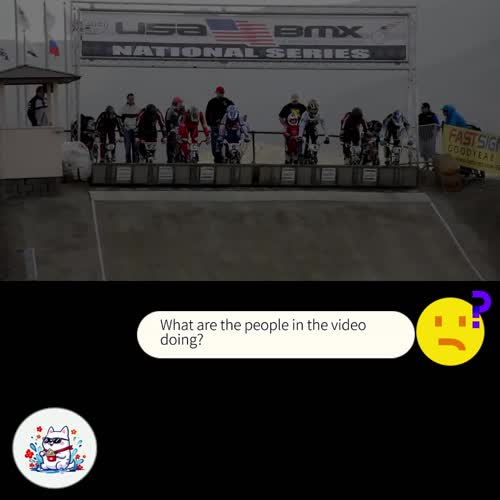 USA BMX
NATIONAL SERIES
FAST SIG
GOODYEAR
What are the people in the video
doing?
?